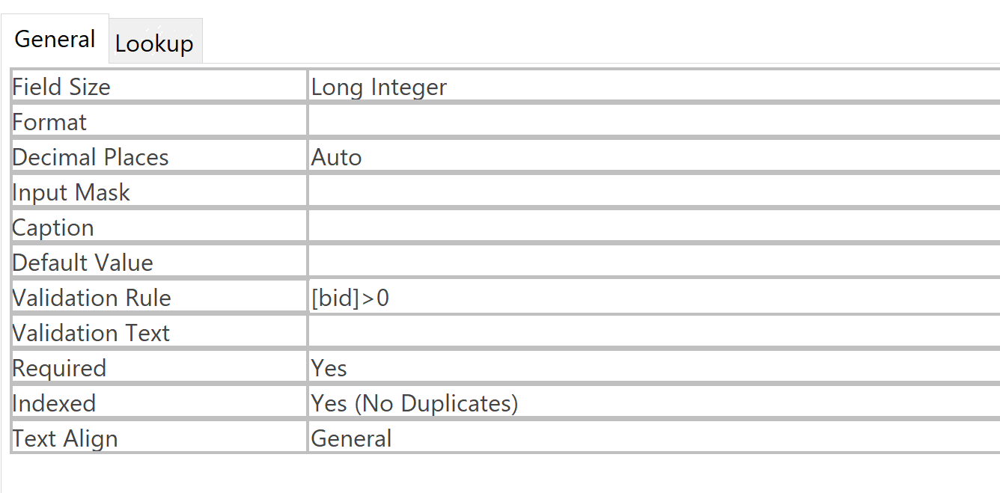 General
Lookup
Field Size Long Integer
Format
Decimal Places Auto
Input Mask
Caption
Default Value
Validation Rule [bid]>0
Validation Text
Required Yes
Indexed Yes (No Duplicates)
Text Align General